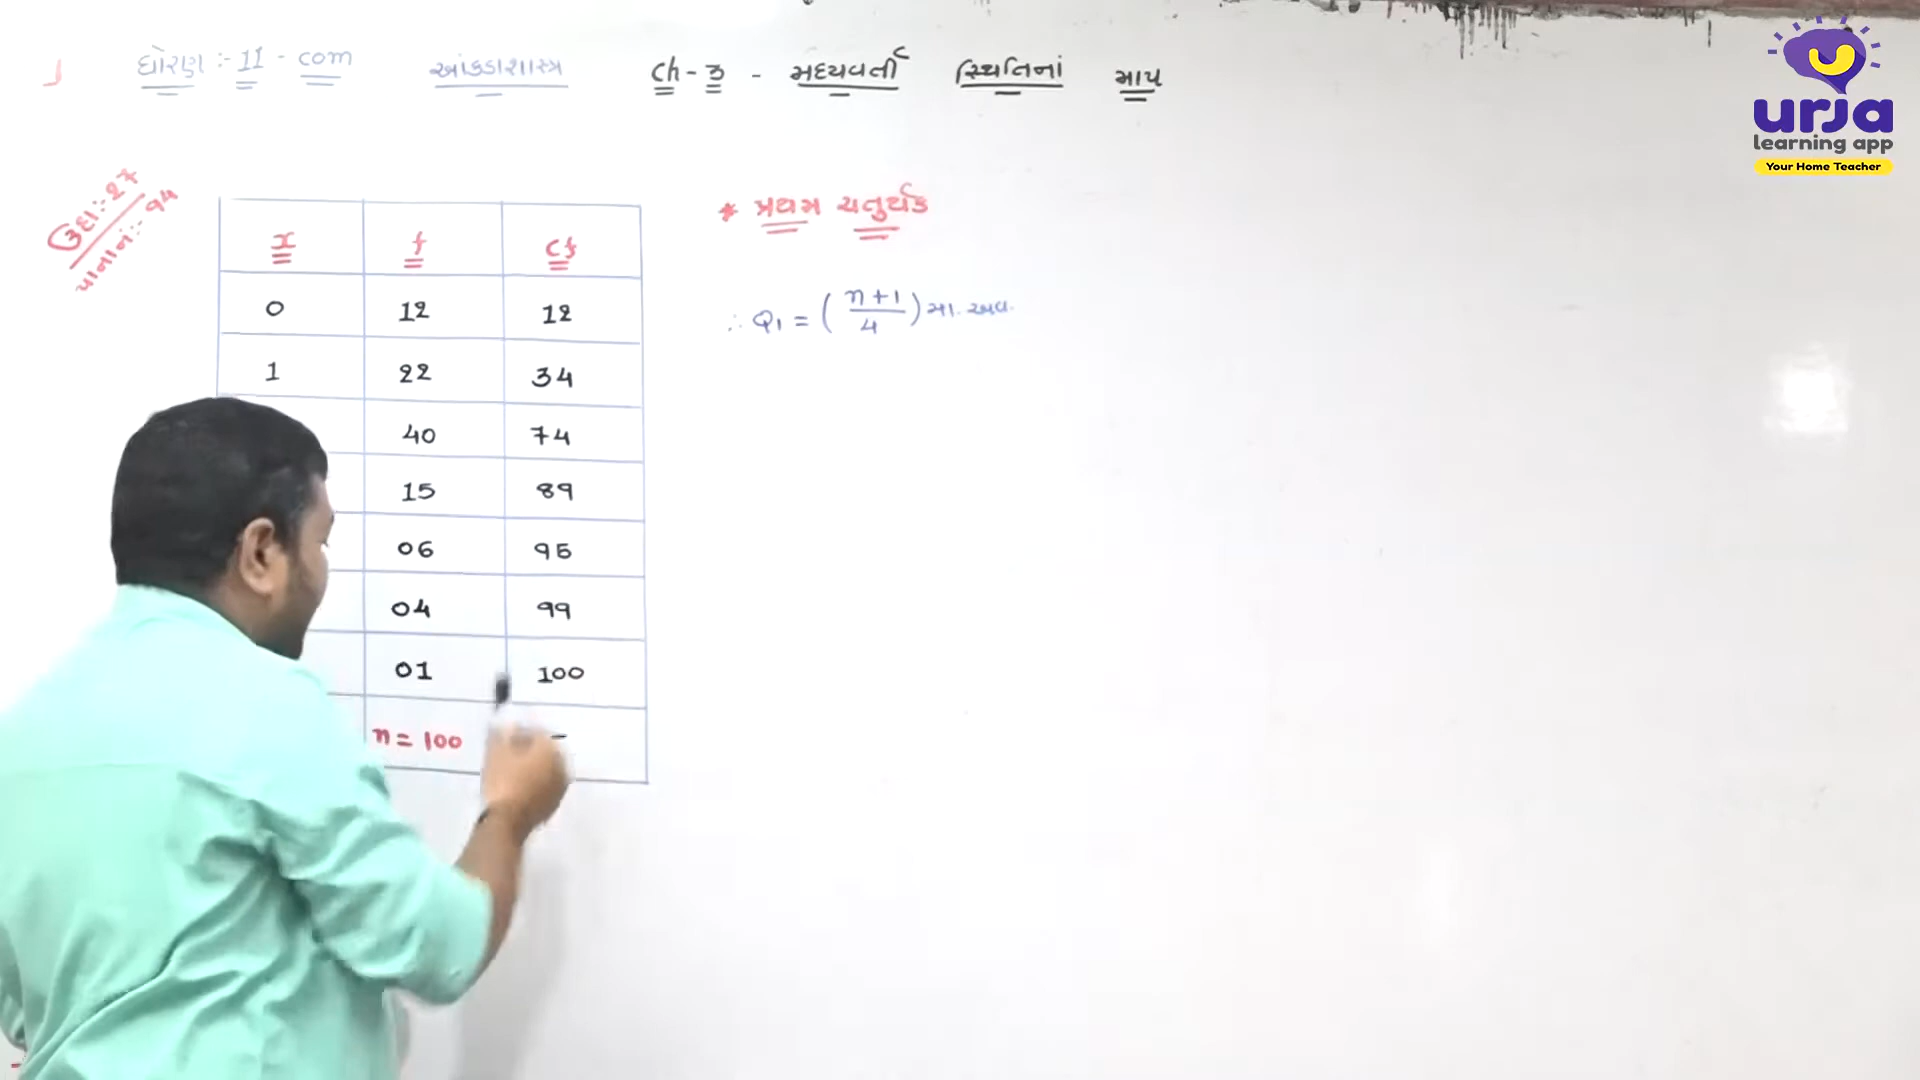 ધોરણ :- 11 - com આંકડાશાસ્ત્ર Ch - 3 - મધ્યવર્તી સ્થિતિનાં માપ
ઉદા :- 27
પાનાનં :- 94
x f cf
0 12 12
1 22 34
40 74
15 89
06 95
04 99
01 100
n = 100 -
* પ્રથમ ચતુર્થક
∴ Q₁ = ( n + 1 / 4 ) મા. અવ.
urja
learning app
Your Home Teacher